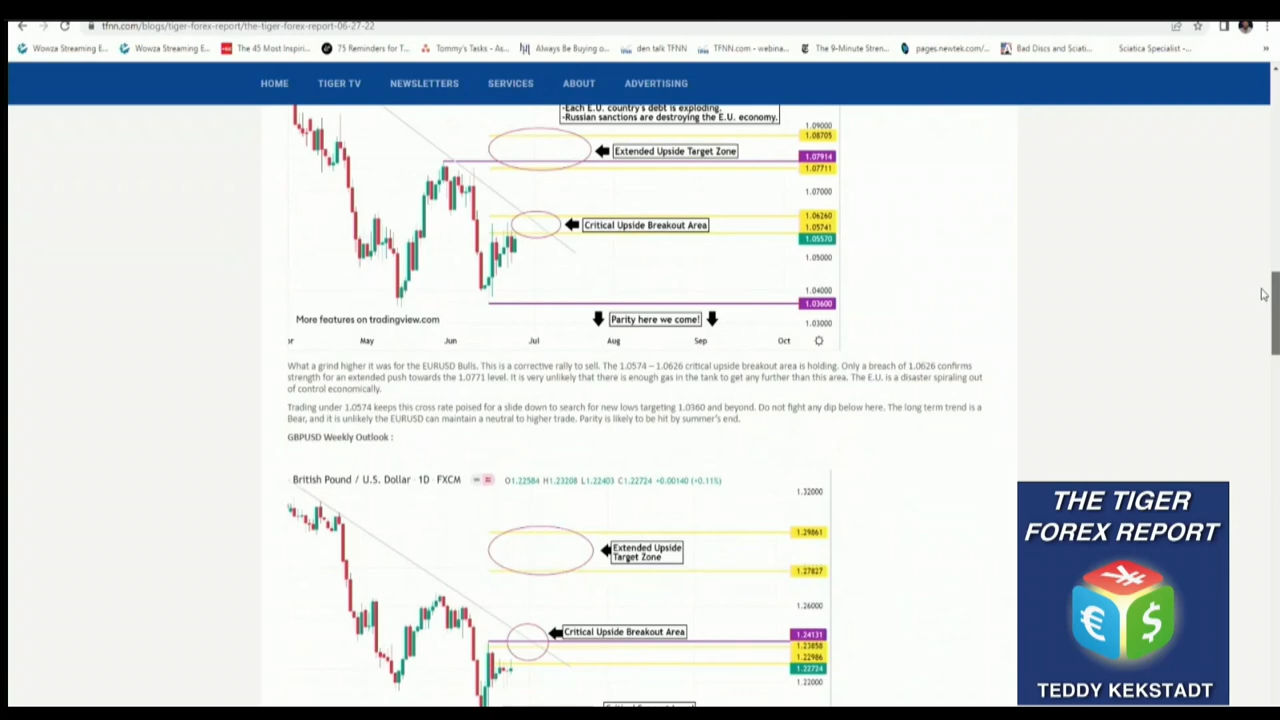 tfnn.com/blogs/tiger-forex-report/the-tiger-forex-report-06-27-22
Wowza Streaming E... Wowza Streaming E... The 45 Most Inspiri... 75 Reminders for T... Tommy's Tasks - As... Always Be Buying o... den talk TFNN TFNN.com - webina... The 9-Minute Stren... pages.newtek.com/... Bad Discs and Sciati... Sciatica Specialist -... »
HOME TIGER TV NEWSLETTERS SERVICES ABOUT ADVERTISING
-Each E.U. country's debt is exploding.
-Russian sanctions are destroying the E.U. economy.
1.09000
1.08705
Extended Upside Target Zone
1.07914
1.07711
1.07000
1.06260
Critical Upside Breakout Area
1.05741
1.05570
1.05000
1.04000
1.03600
More features on tradingview.com
Parity here we come!
1.03000
May Jun Jul Aug Sep Oct
What a grind higher it was for the EURUSD Bulls. This is a corrective rally to sell. The 1.0574 – 1.0626 critical upside breakout area is holding. Only a breach of 1.0626 confirms
strength for an extended push towards the 1.0771 level. It is very unlikely that there is enough gas in the tank to get any further than this area. The E.U. is a disaster spiraling out
of control economically.
Trading under 1.0574 keeps this cross rate poised for a slide down to search for new lows targeting 1.0360 and beyond. Do not fight any dip below here. The long term trend is a
Bear, and it is unlikely the EURUSD can maintain a neutral to higher trade. Parity is likely to be hit by summer's end.
GBPUSD Weekly Outlook :
British Pound / U.S. Dollar 1D FXCM O1.22584 H1.23208 L1.22403 C1.22724 +0.00140 (+0.11%)
1.32000
1.29861
Extended Upside
Target Zone
1.27827
1.26000
Critical Upside Breakout Area
1.24131
1.23858
1.22986
1.22724
1.22000
THE TIGER
FOREX REPORT
€ $
TEDDY KEKSTADT